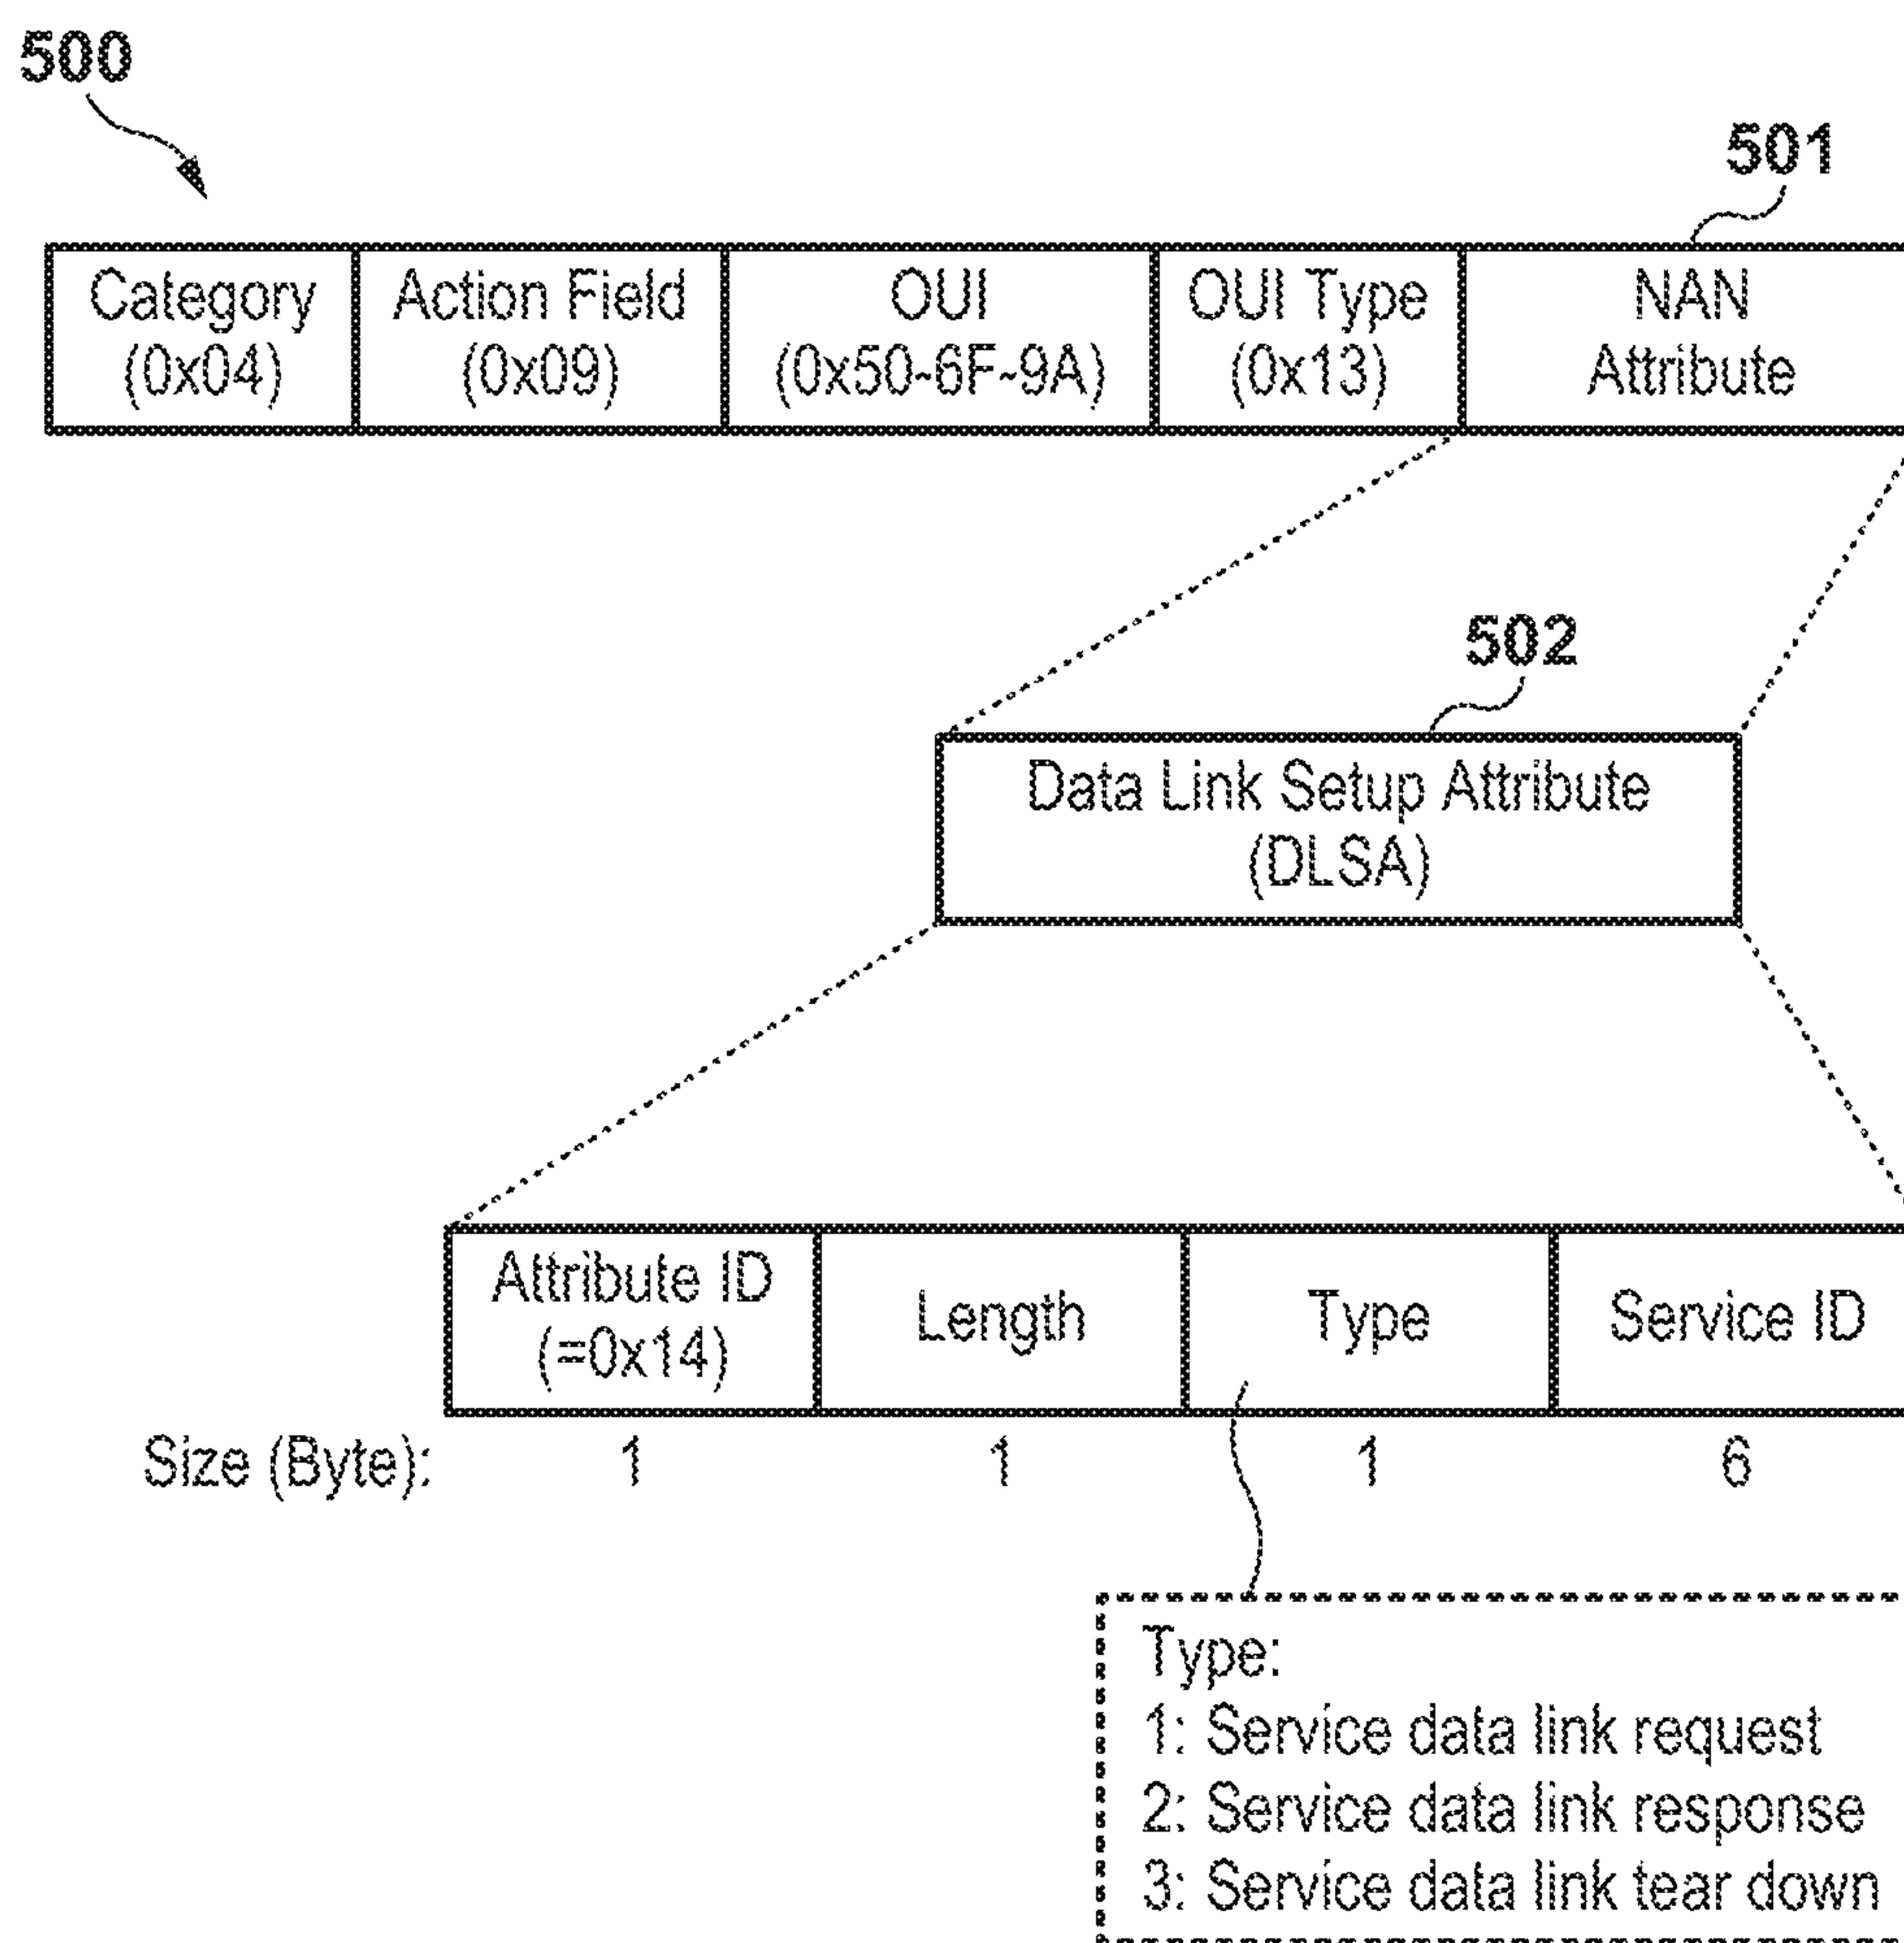 500
501
Category
(0x04)
Action Field
(0x09)
OUI
(0x50-6F-9A)
OUI Type
(0x13)
NAN
Attribute
502
Data Link Setup Attribute
(DLSA)
Attribute ID
(=0x14)
Length
Type
Service ID
Size (Byte): 1 1 1 6
Type:
1: Service data link request
2: Service data link response
3: Service data link tear down